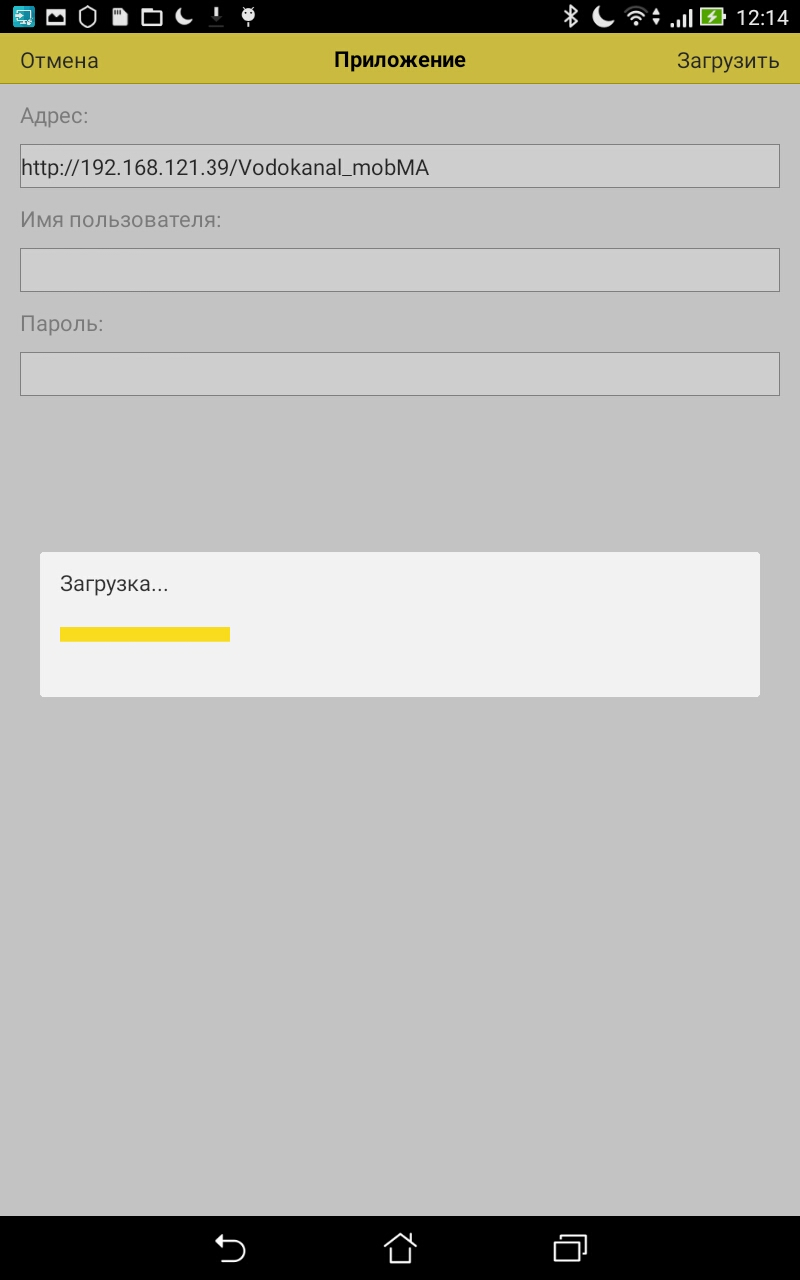 12:14
Отмена Приложение Загрузить
Адрес:
http://192.168.121.39/Vodokanal_mobMA
Имя пользователя:
Пароль:
Загрузка...